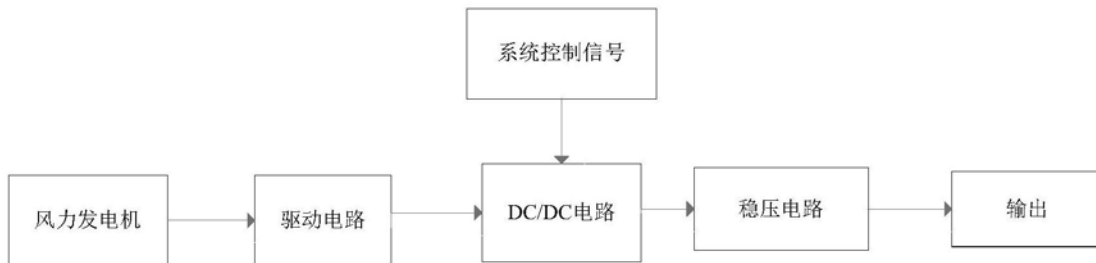 系统控制信号
风力发电机
驱动电路
DC/DC电路
稳压电路
输出